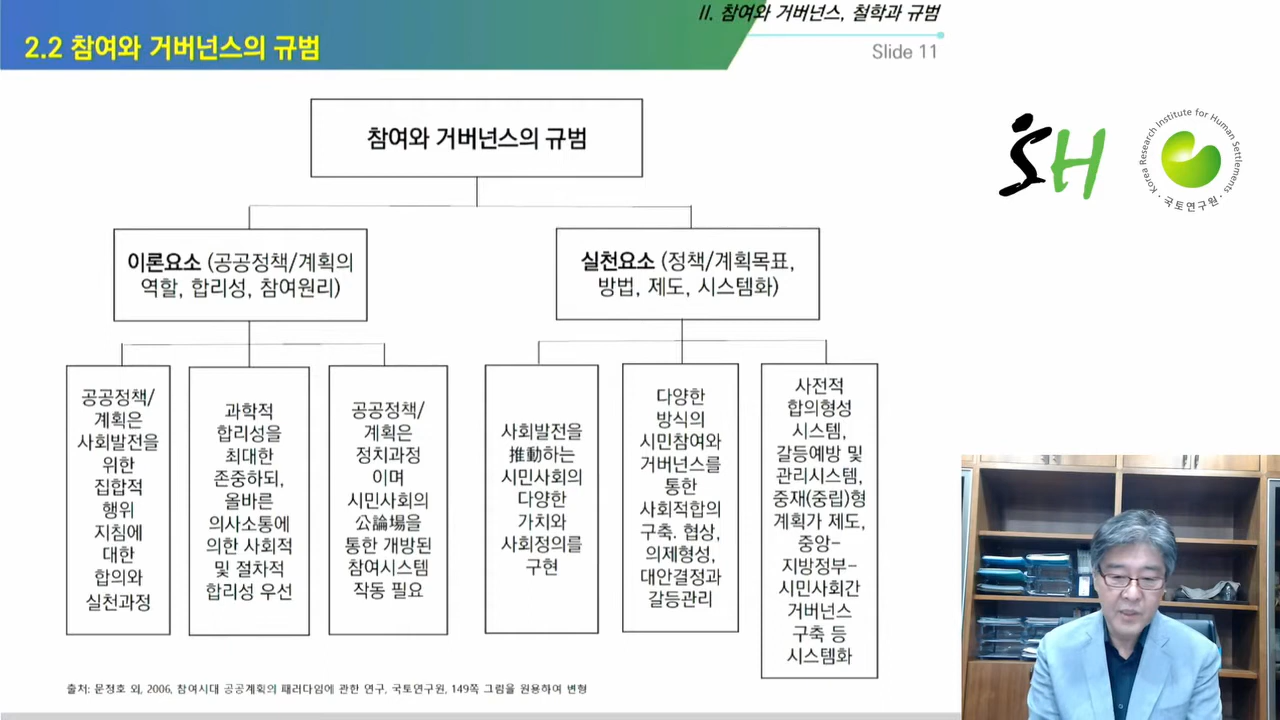 II. 참여와 거버넌스, 철학과 규범
2.2 참여와 거버넌스의 규범
Slide 11
SH
Korea Research Institute for Human Settlements
· 국토연구원 ·
참여와 거버넌스의 규범
이론요소 (공공정책/계획의
역할, 합리성, 참여원리)
실천요소 (정책/계획목표,
방법, 제도, 시스템화)
공공정책/
계획은
사회발전을
위한
집합적
행위
지침에
대한
합의와
실천과정
과학적
합리성을
최대한
존중하되,
올바른
의사소통에
의한 사회적
및 절차적
합리성 우선
공공정책/
계획은
정치과정
이며
시민사회의
公論場을
통한 개방된
참여시스템
작동 필요
사회발전을
推動하는
시민사회의
다양한
가치와
사회정의를
구현
다양한
방식의
시민참여와
거버넌스를
통한
사회적합의
구축. 협상,
의제형성,
대안결정과
갈등관리
사전적
합의형성
시스템,
갈등예방 및
관리시스템,
중재(중립)형
계획가 제도,
중앙–
지방정부–
시민사회간
거버넌스
구축 등
시스템화
출처: 문정호 외, 2006, 참여시대 공공계획의 패러다임에 관한 연구, 국토연구원, 149쪽 그림을 원용하여 변형